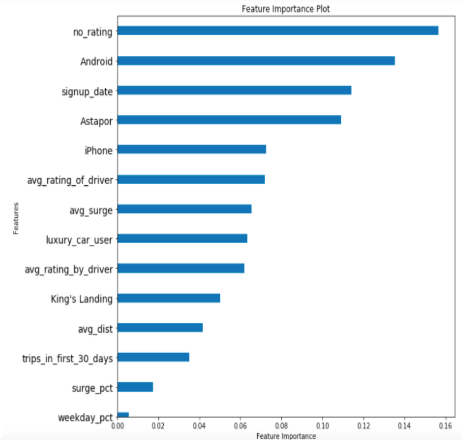 Feature Importance Plot
Features
no_rating
Android
signup_date
Astapor
iPhone
avg_rating_of_driver
avg_surge
luxury_car_user
avg_rating_by_driver
King's Landing
avg_dist
trips_in_first_30_days
surge_pct
weekday_pct
0.00 0.02 0.04 0.06 0.08 0.10 0.12 0.14 0.16
Feature Importance